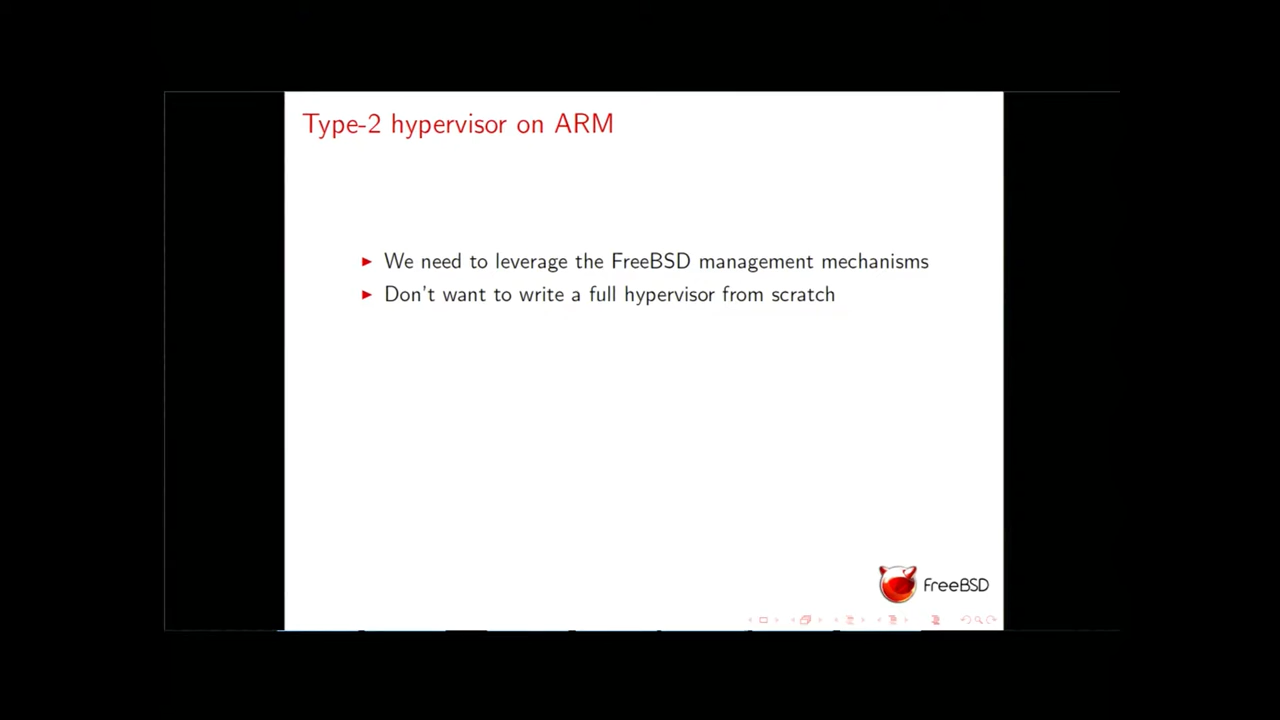 Type-2 hypervisor on ARM
We need to leverage the FreeBSD management mechanisms
Don't want to write a full hypervisor from scratch
FreeBSD